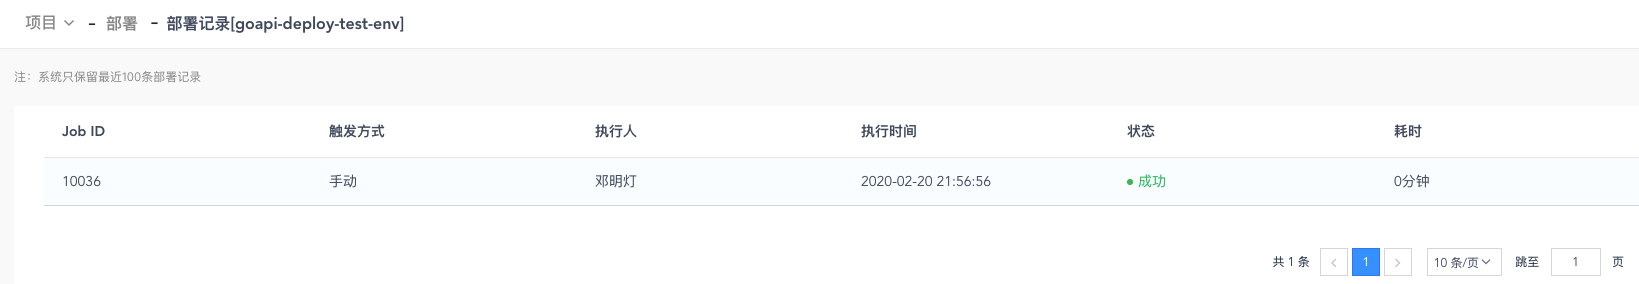 项目 - 部署 - 部署记录[goapi-deploy-test-env]
注：系统只保留最近100条部署记录
Job ID 触发方式 执行人 执行时间 状态 耗时
10036 手动 邓明灯 2020-02-20 21:56:56 成功 0分钟
共 1 条 1 10 条/页 跳至 1 页